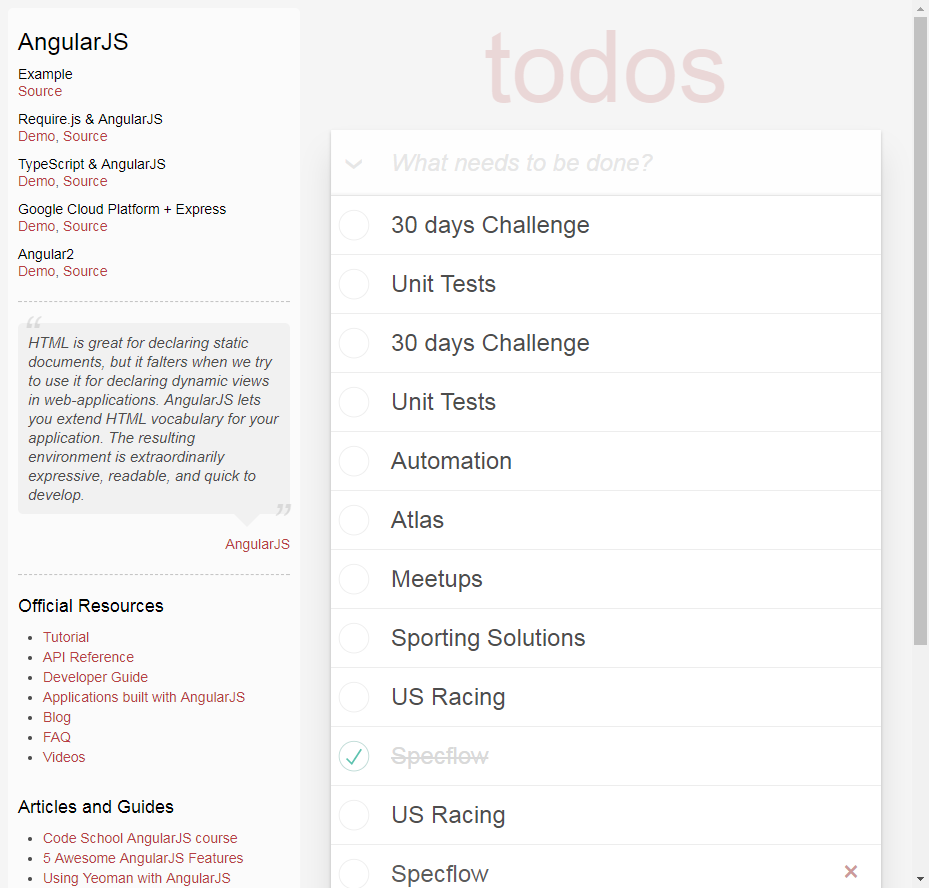 AngularJS
Example
Source
Require.js & AngularJS
Demo, Source
TypeScript & AngularJS
Demo, Source
Google Cloud Platform + Express
Demo, Source
Angular2
Demo, Source
“
HTML is great for declaring static
documents, but it falters when we try
to use it for declaring dynamic views
in web-applications. AngularJS lets
you extend HTML vocabulary for your
application. The resulting
environment is extraordinarily
expressive, readable, and quick to
develop.
”
AngularJS
Official Resources
• Tutorial
• API Reference
• Developer Guide
• Applications built with AngularJS
• Blog
• FAQ
• Videos
Articles and Guides
• Code School AngularJS course
• 5 Awesome AngularJS Features
• Using Yeoman with AngularJS
todos
What needs to be done?
30 days Challenge
Unit Tests
30 days Challenge
Unit Tests
Automation
Atlas
Meetups
Sporting Solutions
US Racing
Specflow
US Racing
Specflow ×